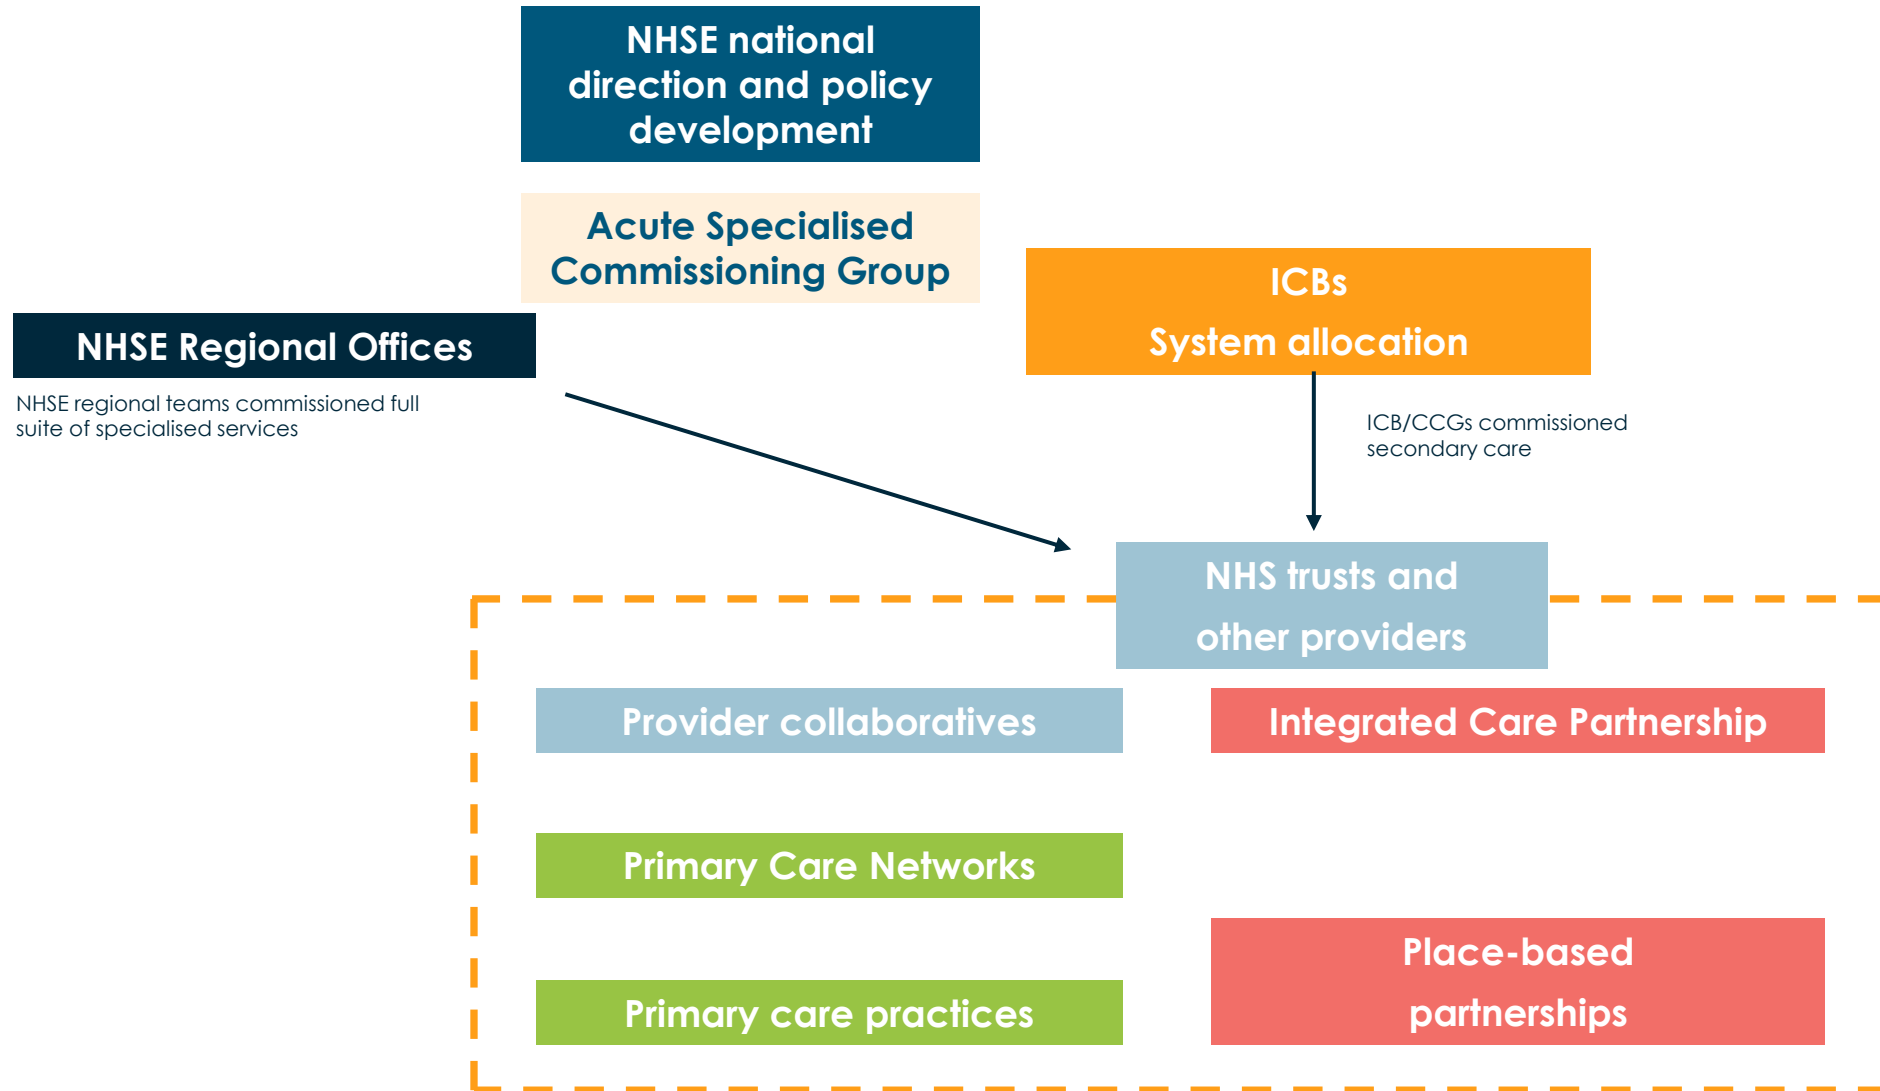 NHSE national
direction and policy
development
Acute Specialised
Commissioning Group
ICBs
System allocation
NHSE Regional Offices
NHSE regional teams commissioned full
suite of specialised services
ICB/CCGs commissioned
secondary care
NHS trusts and
other providers
Provider collaboratives
Integrated Care Partnership
Primary Care Networks
Place-based
partnerships
Primary care practices